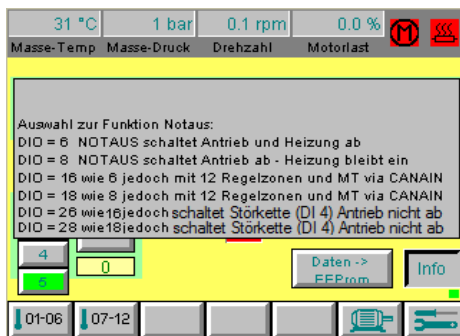 31 °C 1 bar 0.1 rpm 0.0 %
Masse-Temp Masse-Druck Drehzahl Motorlast
M
Auswahl zur Funktion Notaus:
DIO = 6 NOTAUS schaltet Antrieb und Heizung ab
DIO = 8 NOTAUS schaltet Antrieb ab - Heizung bleibt ein
DIO = 16 wie 6 jedoch mit 12 Regelzonen und MT via CANAIN
DIO = 18 wie 8 jedoch mit 12 Regelzonen und MT via CANAIN
DIO = 26 wie16jedoch schaltet Störkette (DI 4) Antrieb nicht ab
DIO = 28 wie18jedoch schaltet Störkette (DI 4) Antrieb nicht ab
4
5
0
Daten ->
EEProm
Info
01-06 07-12